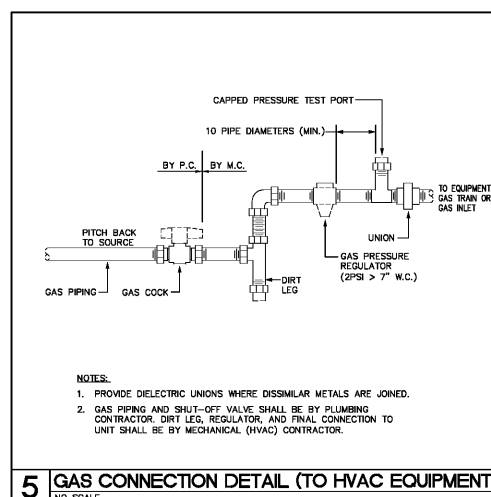 CAPPED PRESSURE TEST PORT
10 PIPE DIAMETERS (MIN.)
BY P.C.
BY M.C.
TO EQUIPMENT
GAS TRAIN OR
GAS INLET
PITCH BACK
TO SOURCE
UNION
GAS PRESSURE
REGULATOR
(2PSI > 7" W.C.)
DIRT
LEG
GAS PIPING
GAS COCK
NOTES:
1. PROVIDE DIELECTRIC UNIONS WHERE DISSIMILAR METALS ARE JOINED.
2. GAS PIPING AND SHUT-OFF VALVE SHALL BE BY PLUMBING
CONTRACTOR. DIRT LEG, REGULATOR, AND FINAL CONNECTION TO
UNIT SHALL BE BY MECHANICAL (HVAC) CONTRACTOR.
5 GAS CONNECTION DETAIL (TO HVAC EQUIPMENT
NO SCALE